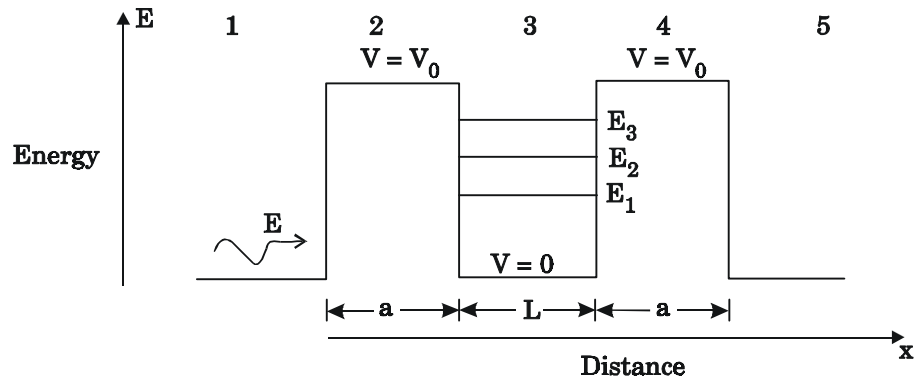 E
1 2 3 4 5
V = V₀ V = V₀
E₃
Energy
E₂
E₁
E
V = 0
a L a
x
Distance